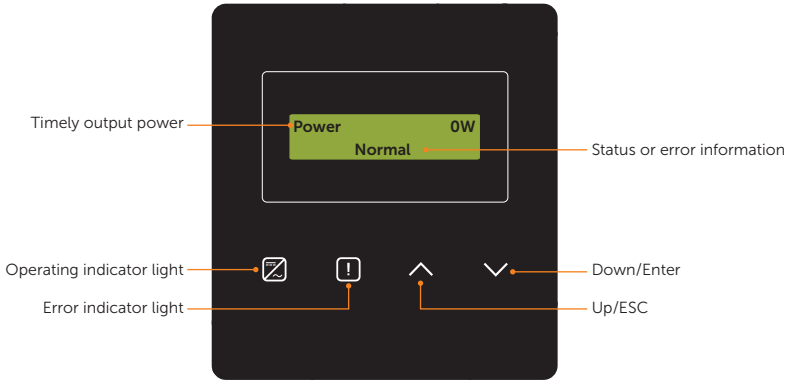 Timely output power
Power 0W
Normal
Status or error information
Operating indicator light
Error indicator light
Down/Enter
Up/ESC